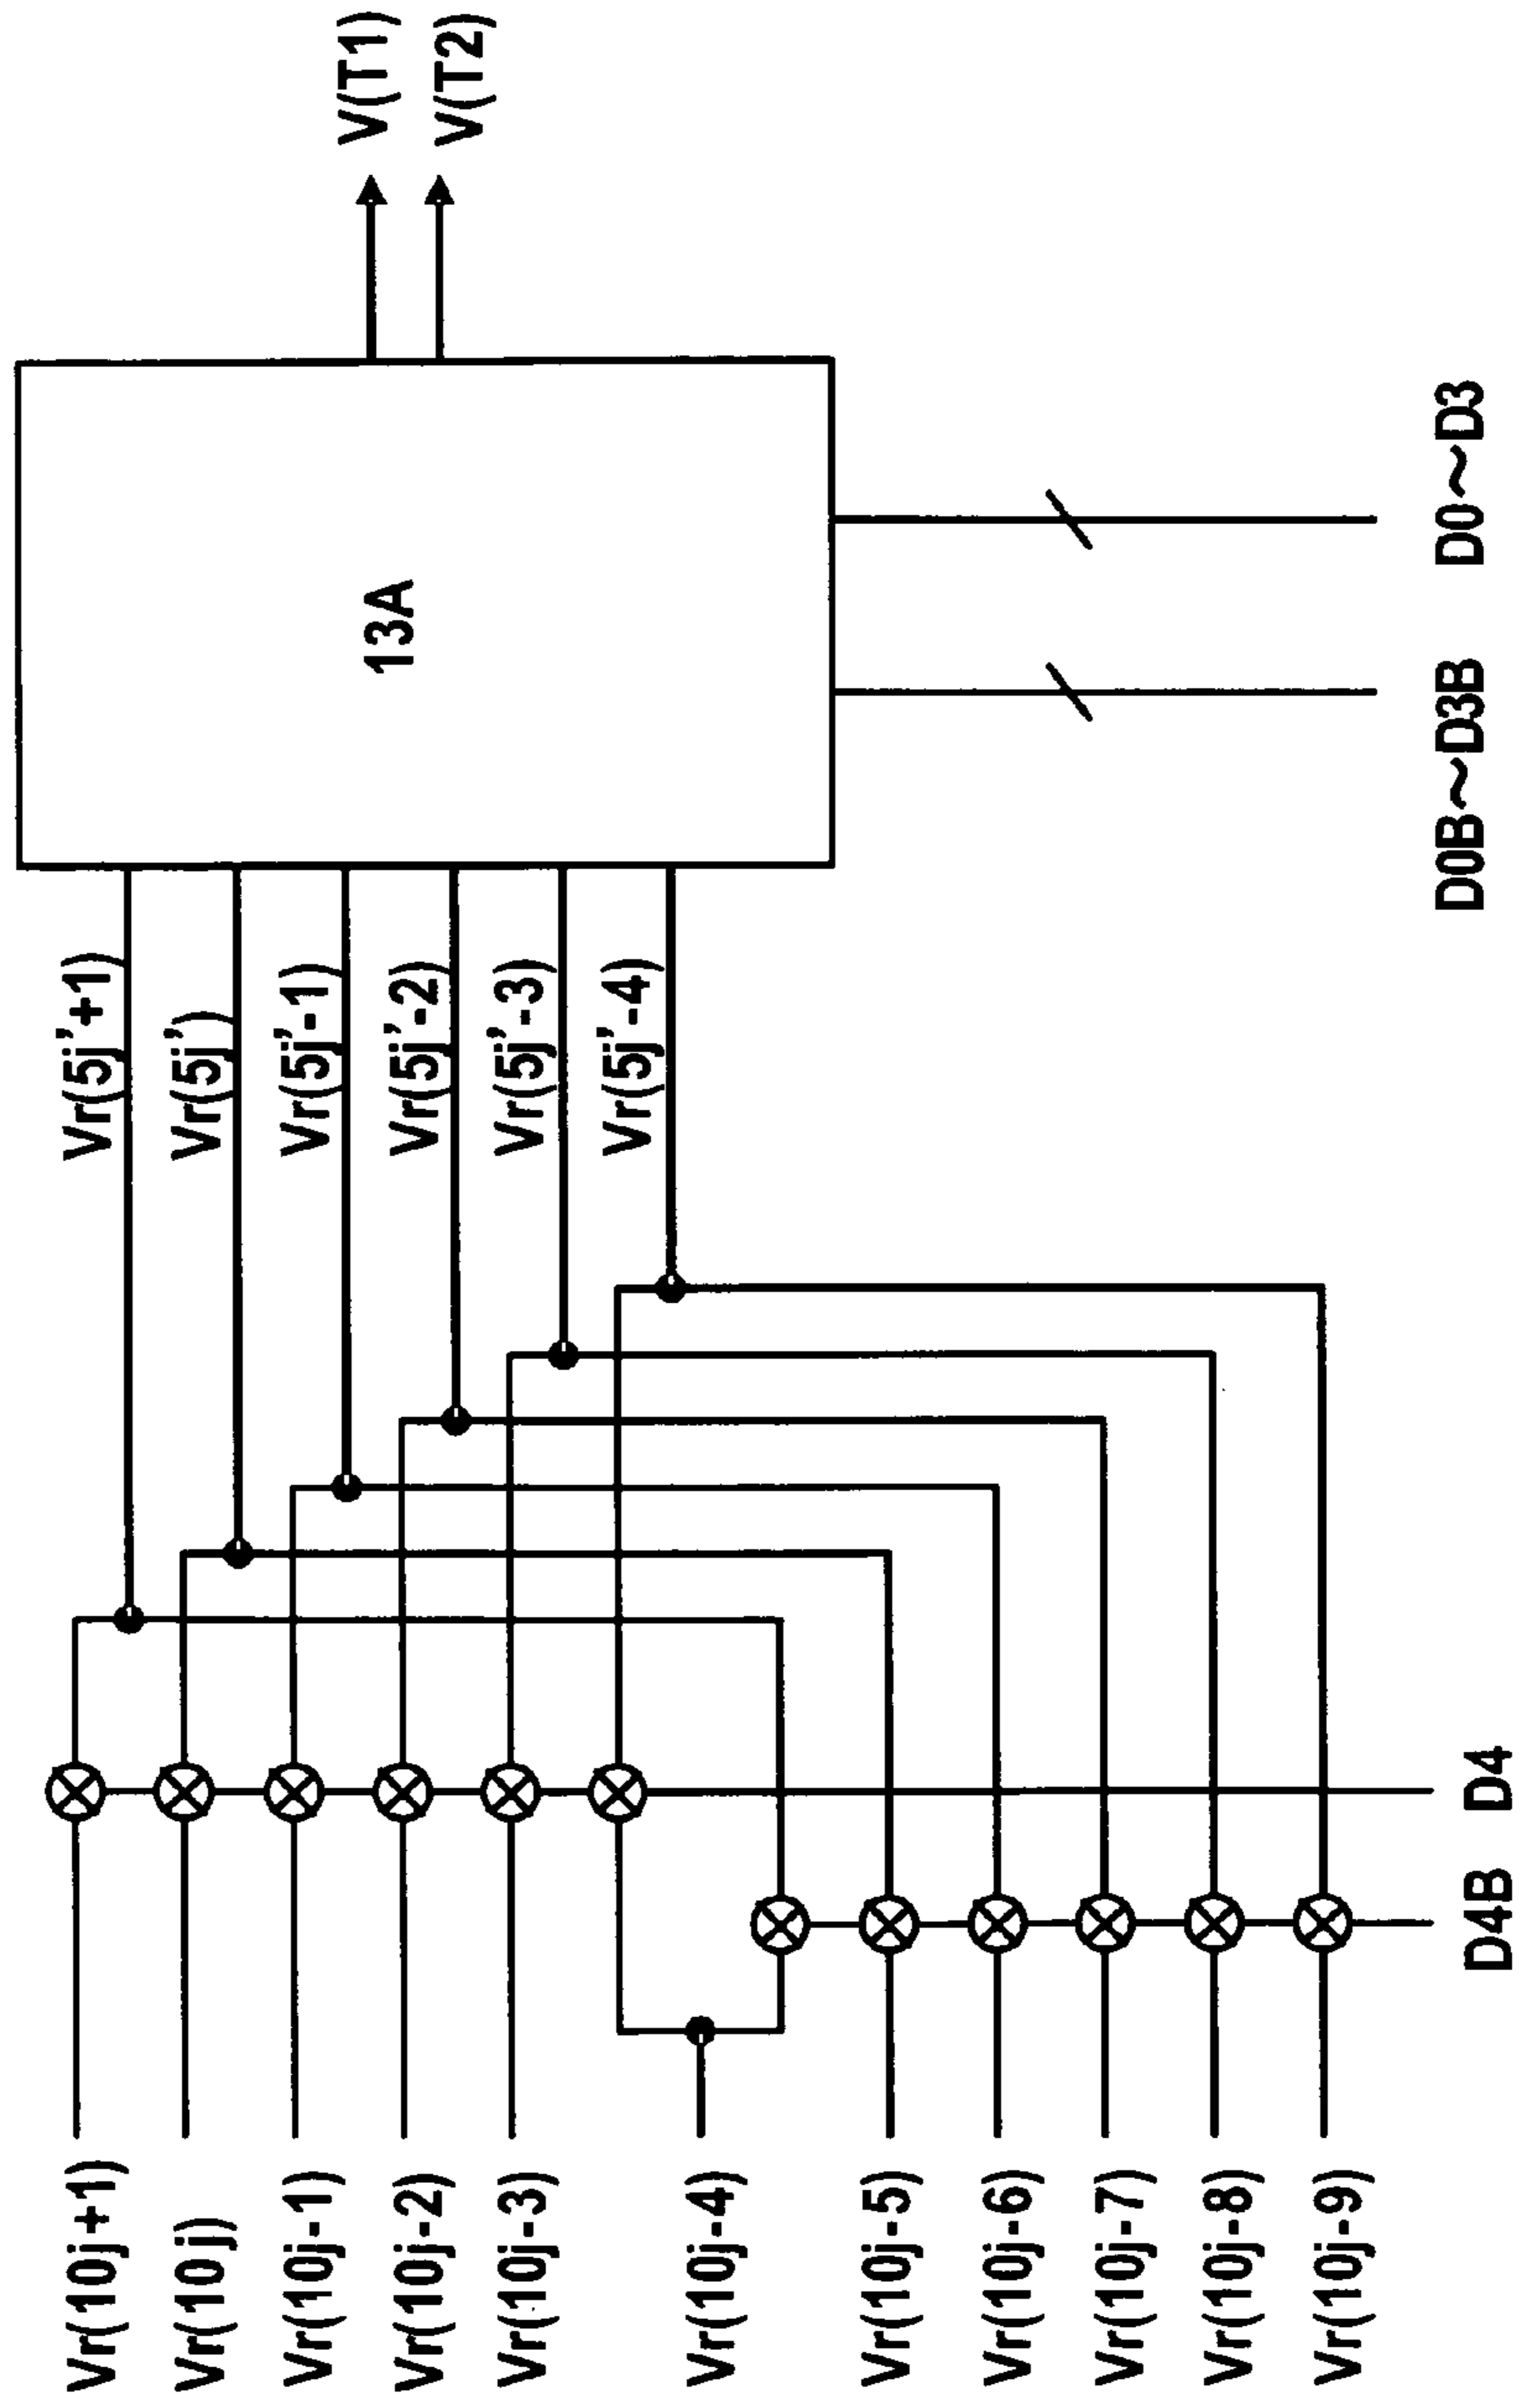 Vr(10j+1)
Vr(10j)
Vr(10j-1)
Vr(10j-2)
Vr(10j-3)
Vr(10j-4)
Vr(10j-5)
Vr(10j-6)
Vr(10j-7)
Vr(10j-8)
Vr(10j-9)
D4B
D4
Vr(5j'+1)
Vr(5j')
Vr(5j'-1)
Vr(5j'-2)
Vr(5j'-3)
Vr(5j'-4)
13A
D0B~D3B
D0~D3
V(T1)
V(T2)